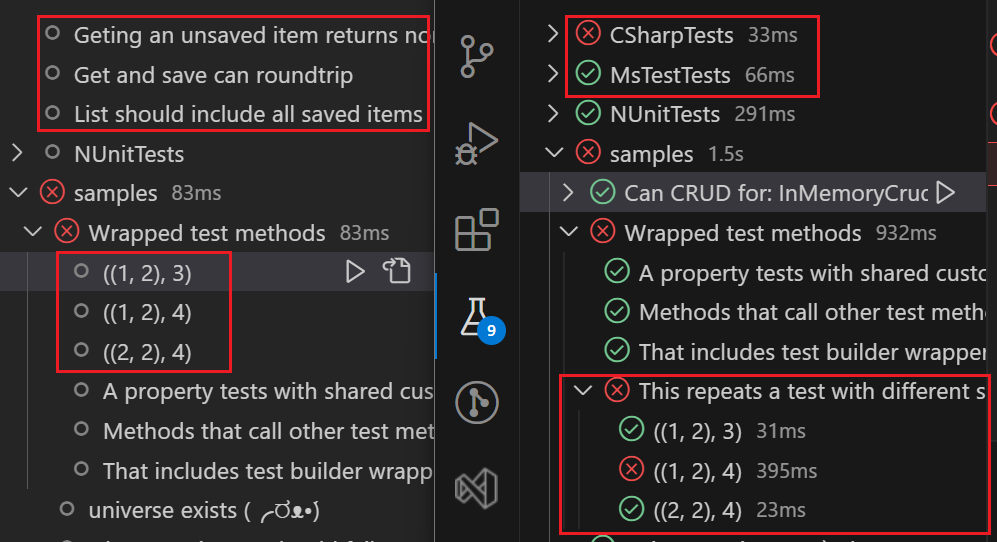 Geting an unsaved item returns
Get and save can roundtrip
List should include all saved items
NUnitTests
samples 83ms
Wrapped test methods 83ms
((1, 2), 3)
((1, 2), 4)
((2, 2), 4)
A property tests with shared cus
Methods that call other test met
That includes test builder wrapp
universe exists (
9
CSharpTests 33ms
MsTestTests 66ms
NUnitTests 291ms
samples 1.5s
Can CRUD for: InMemoryCruc
Wrapped test methods 932ms
A property tests with shared custo
Methods that call other test meth
That includes test builder wrapper
This repeats a test with different s
((1, 2), 3) 31ms
((1, 2), 4) 395ms
((2, 2), 4) 23ms